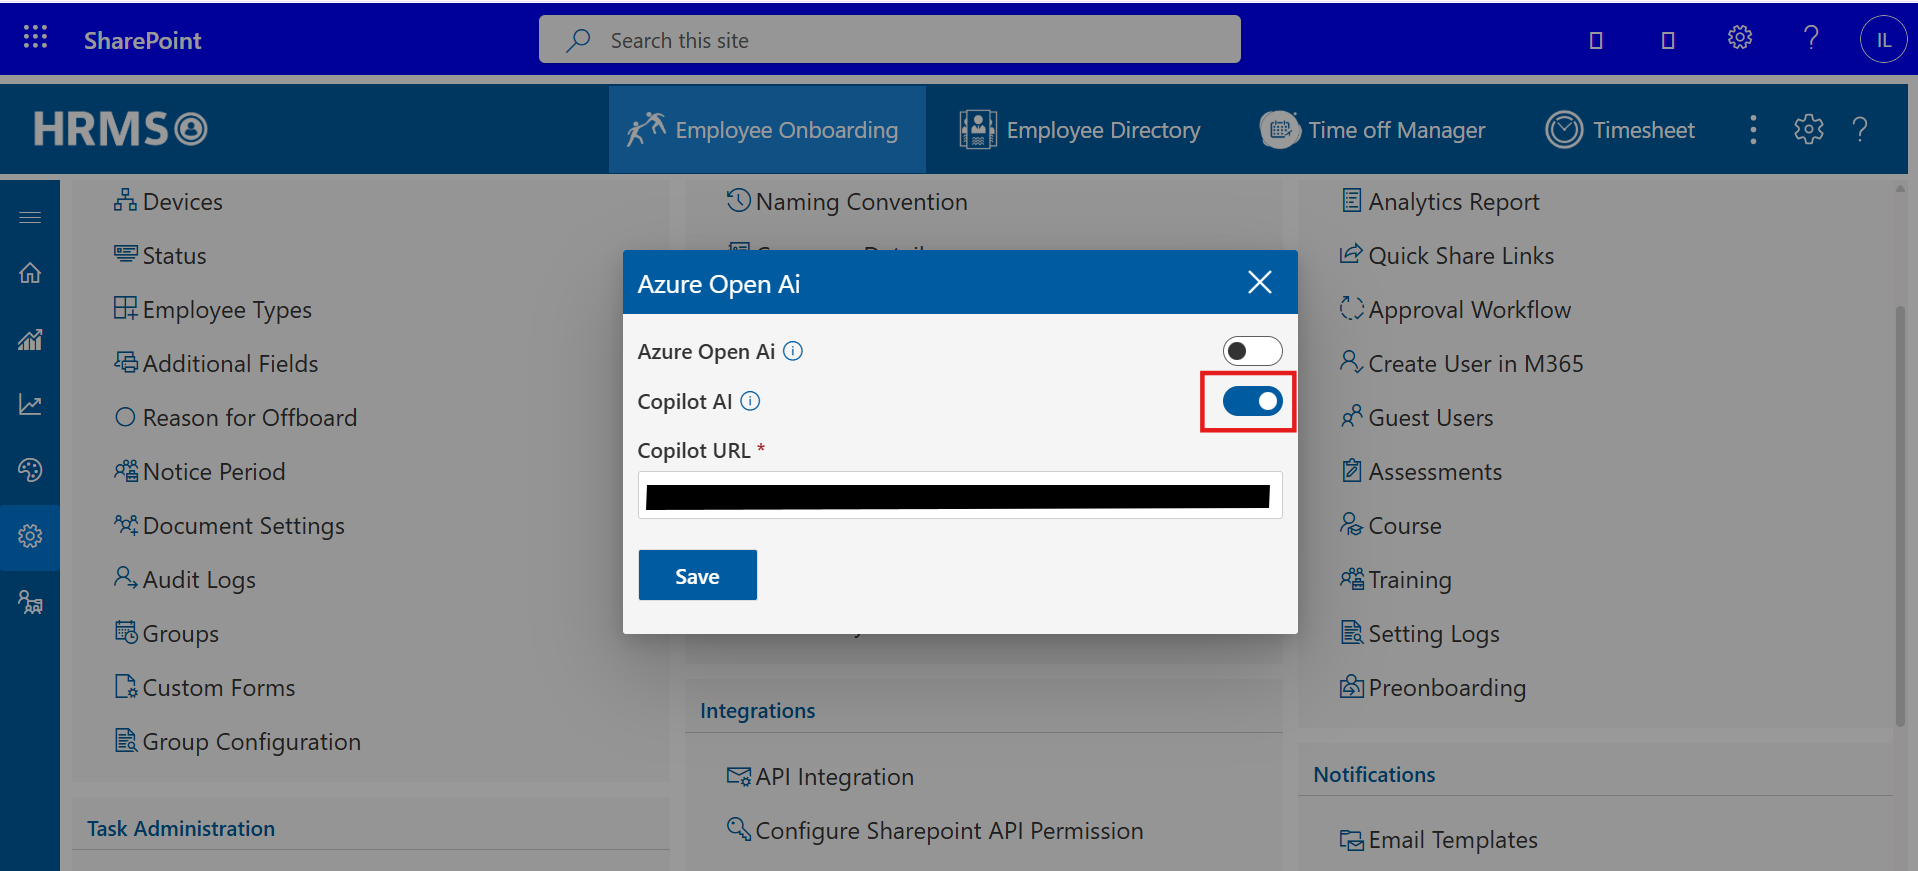 SharePoint
Search this site
IL
HRMS
Employee Onboarding
Employee Directory
Time off Manager
Timesheet
Devices
Status
Employee Types
Additional Fields
Reason for Offboard
Notice Period
Document Settings
Audit Logs
Groups
Custom Forms
Group Configuration
Task Administration
Naming Convention
Azure Open Ai
Azure Open Ai
Copilot AI
Copilot URL *
Save
Integrations
API Integration
Configure Sharepoint API Permission
Analytics Report
Quick Share Links
Approval Workflow
Create User in M365
Guest Users
Assessments
Course
Training
Setting Logs
Preonboarding
Notifications
Email Templates